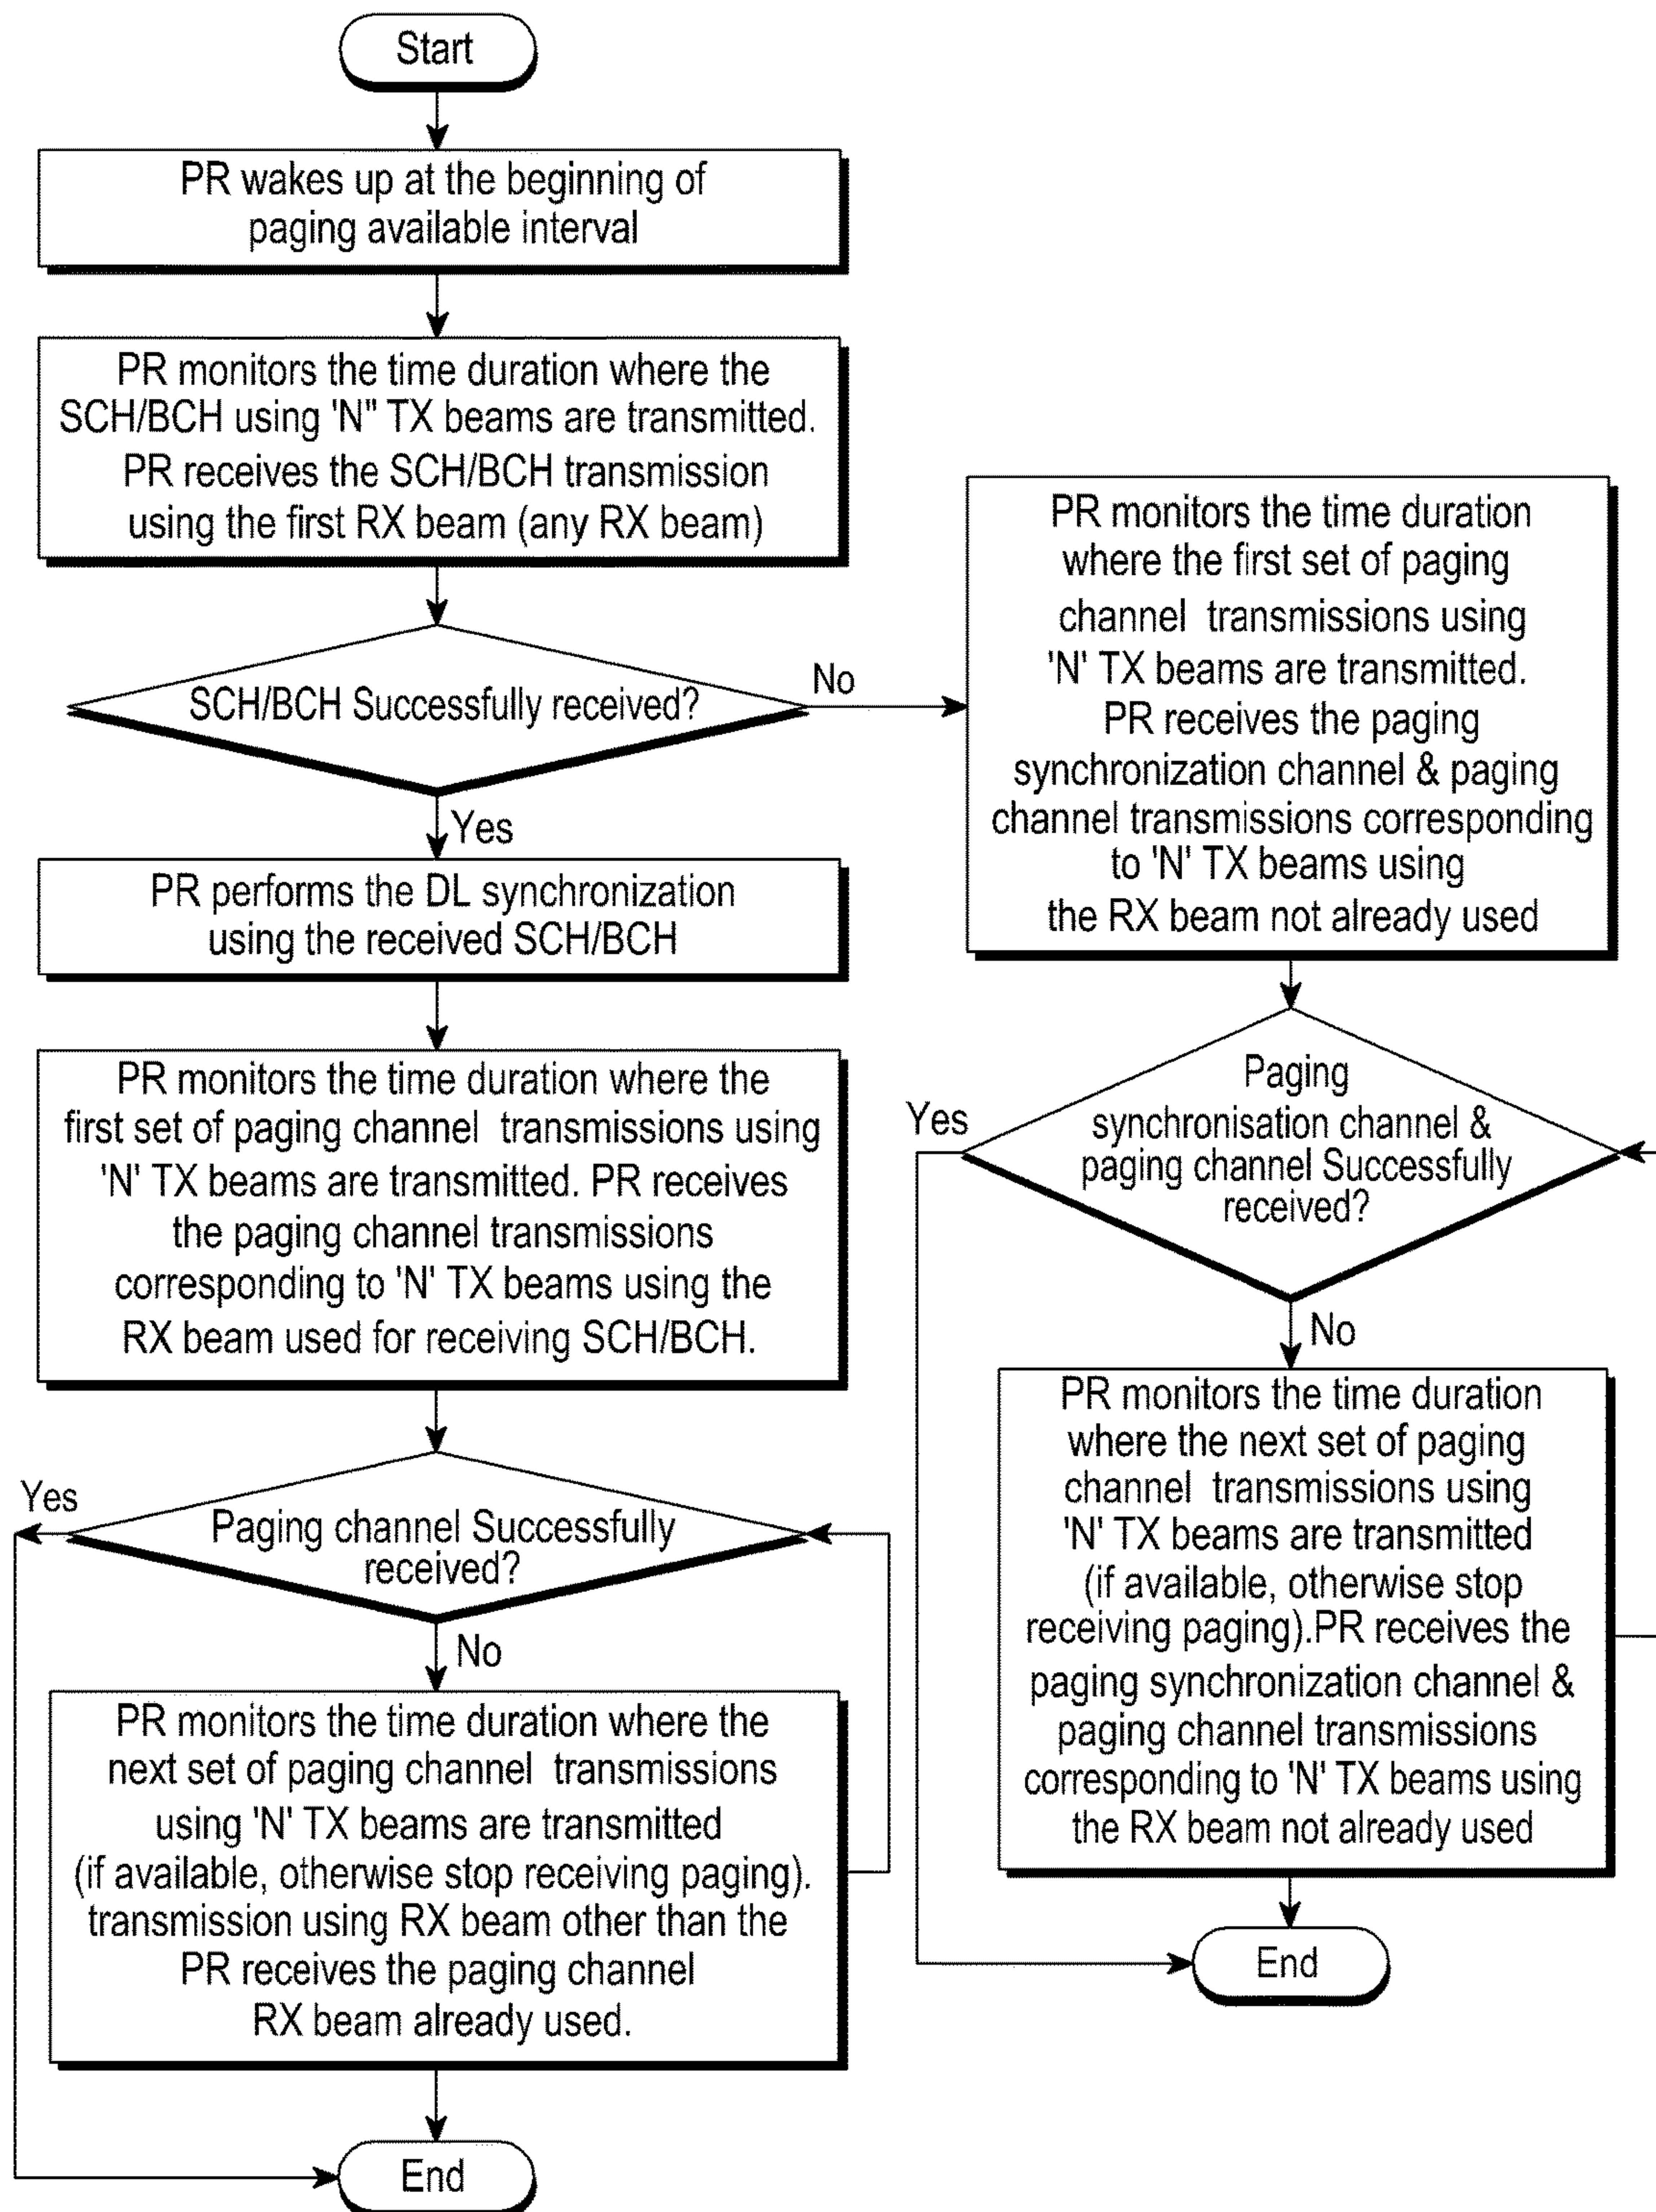 Start
PR wakes up at the beginning of
paging available interval
PR monitors the time duration where the
SCH/BCH using 'N" TX beams are transmitted.
PR receives the SCH/BCH transmission
using the first RX beam (any RX beam)
SCH/BCH Successfully received?
No
Yes
PR performs the DL synchronization
using the received SCH/BCH
PR monitors the time duration where the
first set of paging channel transmissions using
'N' TX beams are transmitted. PR receives
the paging channel transmissions
corresponding to 'N' TX beams using the
RX beam used for receiving SCH/BCH.
Yes
Paging channel Successfully
received?
No
PR monitors the time duration where the
next set of paging channel transmissions
using 'N' TX beams are transmitted
(if available, otherwise stop receiving paging).
transmission using RX beam other than the
PR receives the paging channel
RX beam already used.
End
PR monitors the time duration
where the first set of paging
channel transmissions using
'N' TX beams are transmitted.
PR receives the paging
synchronization channel & paging
channel transmissions corresponding
to 'N' TX beams using
the RX beam not already used
Yes
Paging
synchronisation channel &
paging channel Successfully
received?
No
PR monitors the time duration
where the next set of paging
channel transmissions using
'N' TX beams are transmitted
(if available, otherwise stop
receiving paging).PR receives the
paging synchronization channel &
paging channel transmissions
corresponding to 'N' TX beams using
the RX beam not already used
End